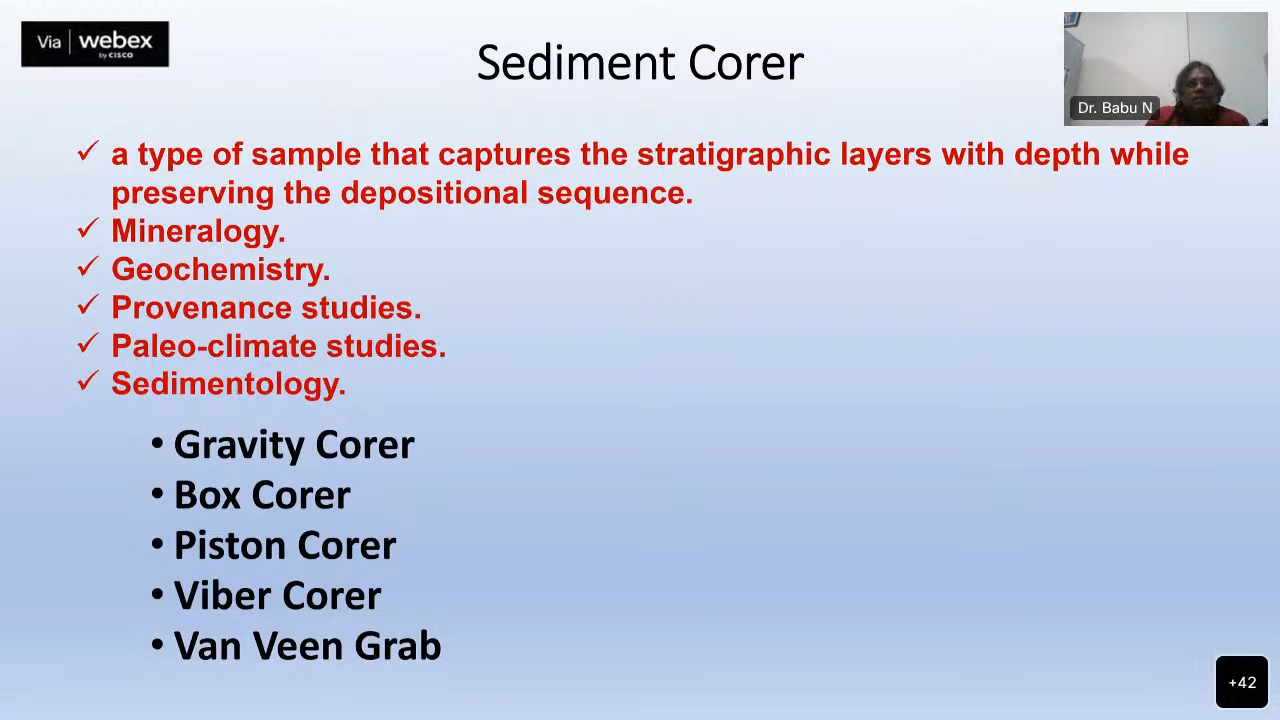 Via webex
by CISCO
Sediment Corer
Dr. Babu N
✓ a type of sample that captures the stratigraphic layers with depth while
preserving the depositional sequence.
✓ Mineralogy.
✓ Geochemistry.
✓ Provenance studies.
✓ Paleo-climate studies.
✓ Sedimentology.
• Gravity Corer
• Box Corer
• Piston Corer
• Viber Corer
• Van Veen Grab
+42